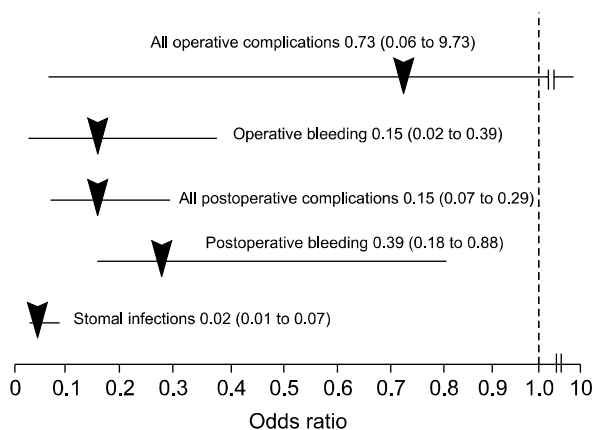 All operative complications 0.73 (0.06 to 9.73)
Operative bleeding 0.15 (0.02 to 0.39)
All postoperative complications 0.15 (0.07 to 0.29)
Postoperative bleeding 0.39 (0.18 to 0.88)
Stomal infections 0.02 (0.01 to 0.07)
0 0.1 0.2 0.3 0.4 0.5 0.6 0.7 0.8 0.9 1.0 10
Odds ratio